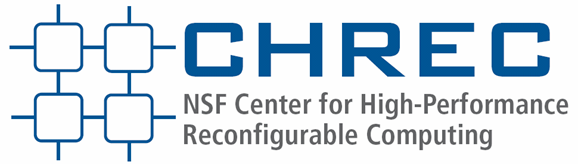 CHREC
NSF Center for High-Performance
Reconfigurable Computing